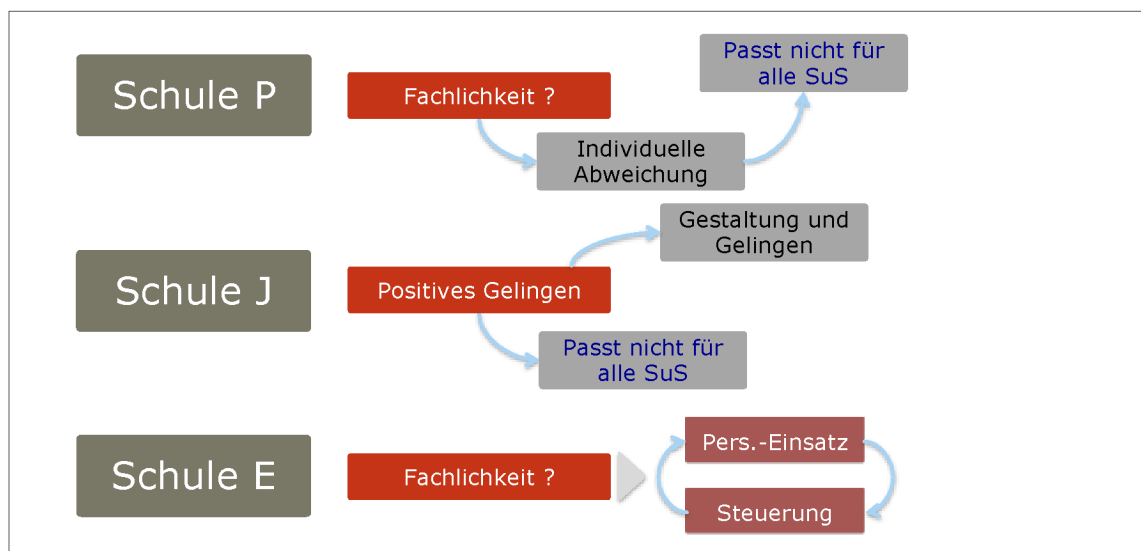 Schule P
Fachlichkeit ?
Passt nicht für
alle SuS
Individuelle
Abweichung
Schule J
Positives Gelingen
Gestaltung und
Gelingen
Passt nicht für
alle SuS
Schule E
Fachlichkeit ?
Pers.-Einsatz
Steuerung